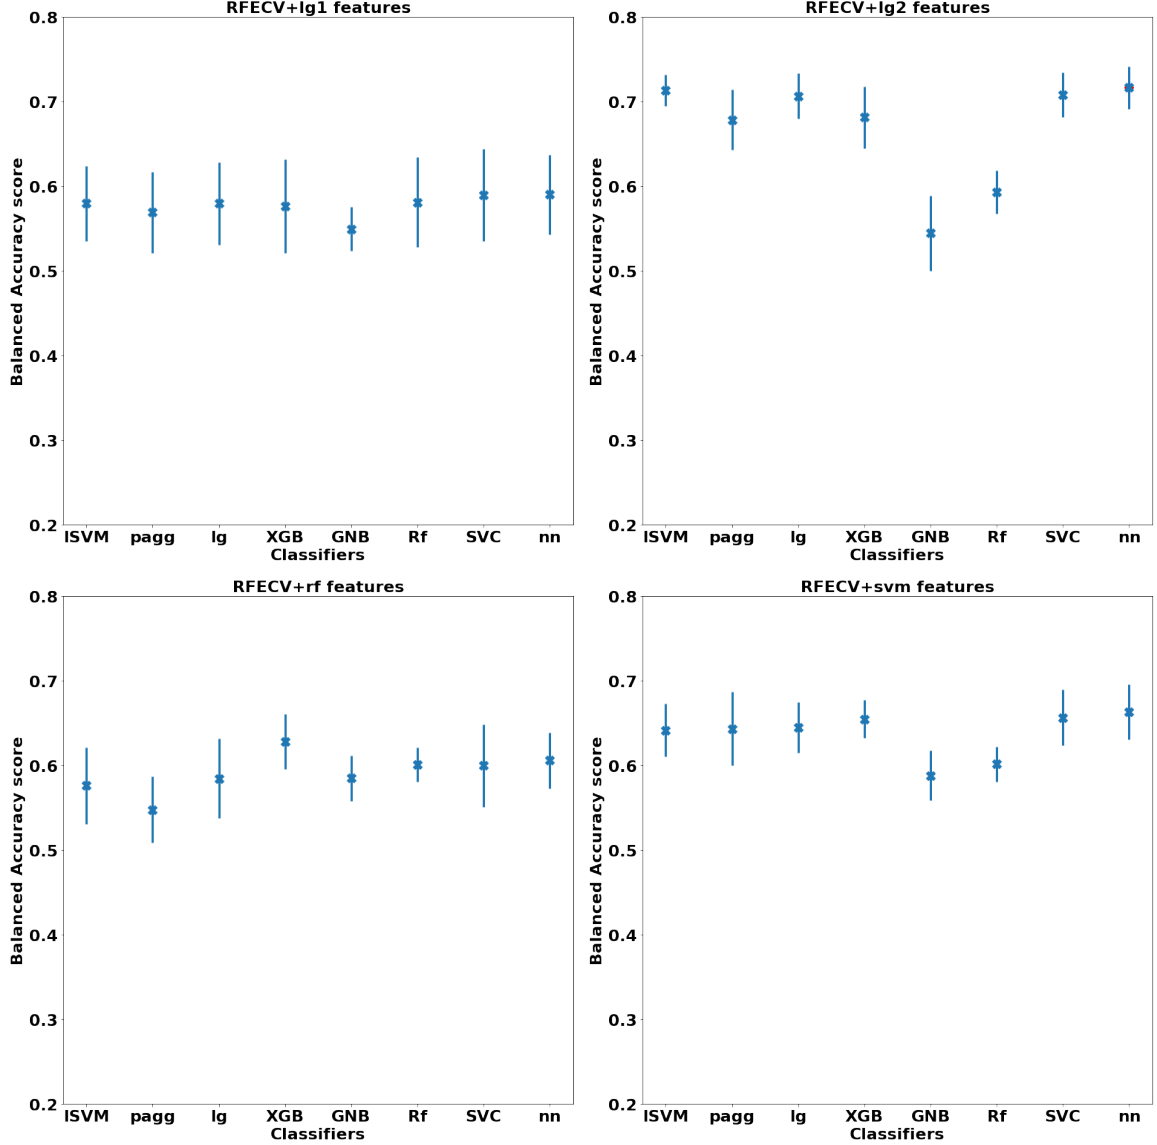 RFECV+lg1 features
0.8
0.7
0.6
0.5
0.4
0.3
0.2
Balanced Accuracy score
lSVM pagg lg XGB GNB Rf SVC nn
Classifiers
RFECV+lg2 features
0.8
0.7
0.6
0.5
0.4
0.3
0.2
Balanced Accuracy score
lSVM pagg lg XGB GNB Rf SVC nn
Classifiers
RFECV+rf features
0.8
0.7
0.6
0.5
0.4
0.3
0.2
Balanced Accuracy score
lSVM pagg lg XGB GNB Rf SVC nn
Classifiers
RFECV+svm features
0.8
0.7
0.6
0.5
0.4
0.3
0.2
Balanced Accuracy score
lSVM pagg lg XGB GNB Rf SVC nn
Classifiers